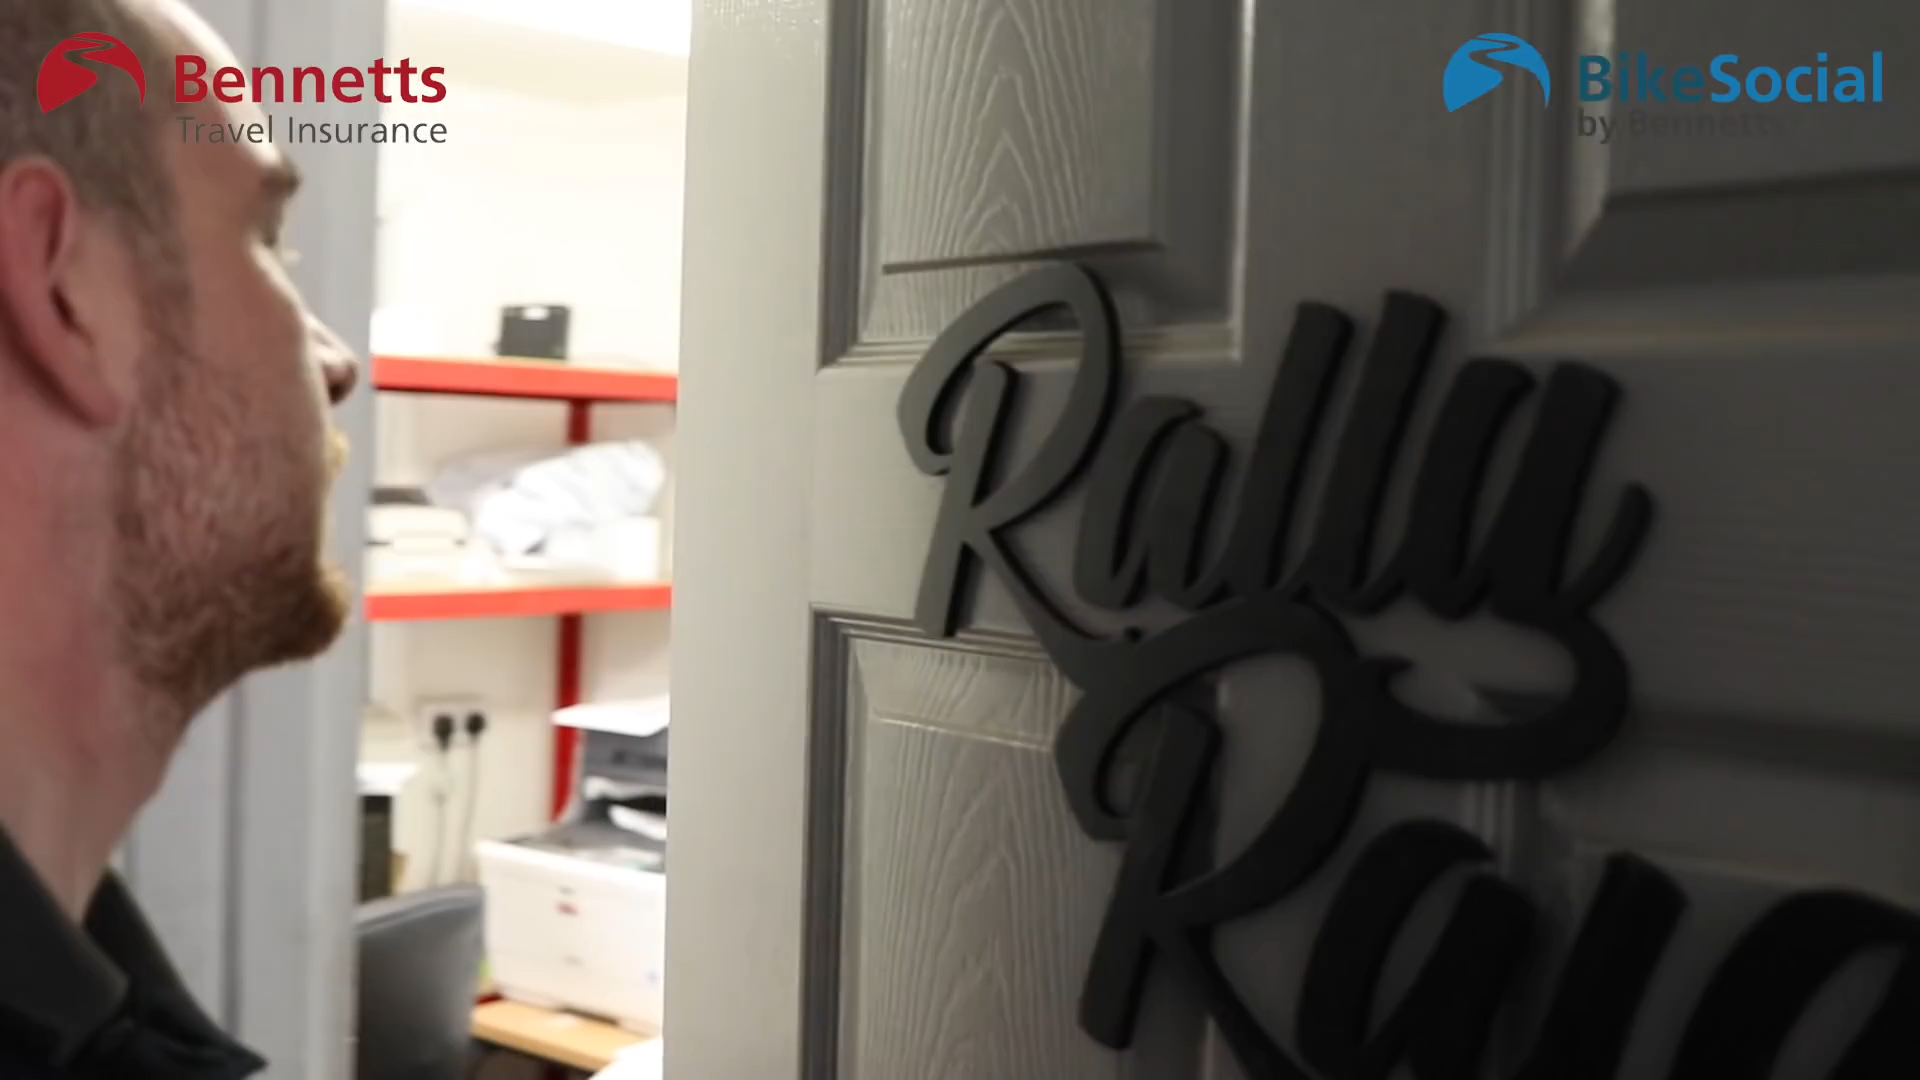 Bennetts
Travel Insurance
BikeSocial
by Bennetts
Rally